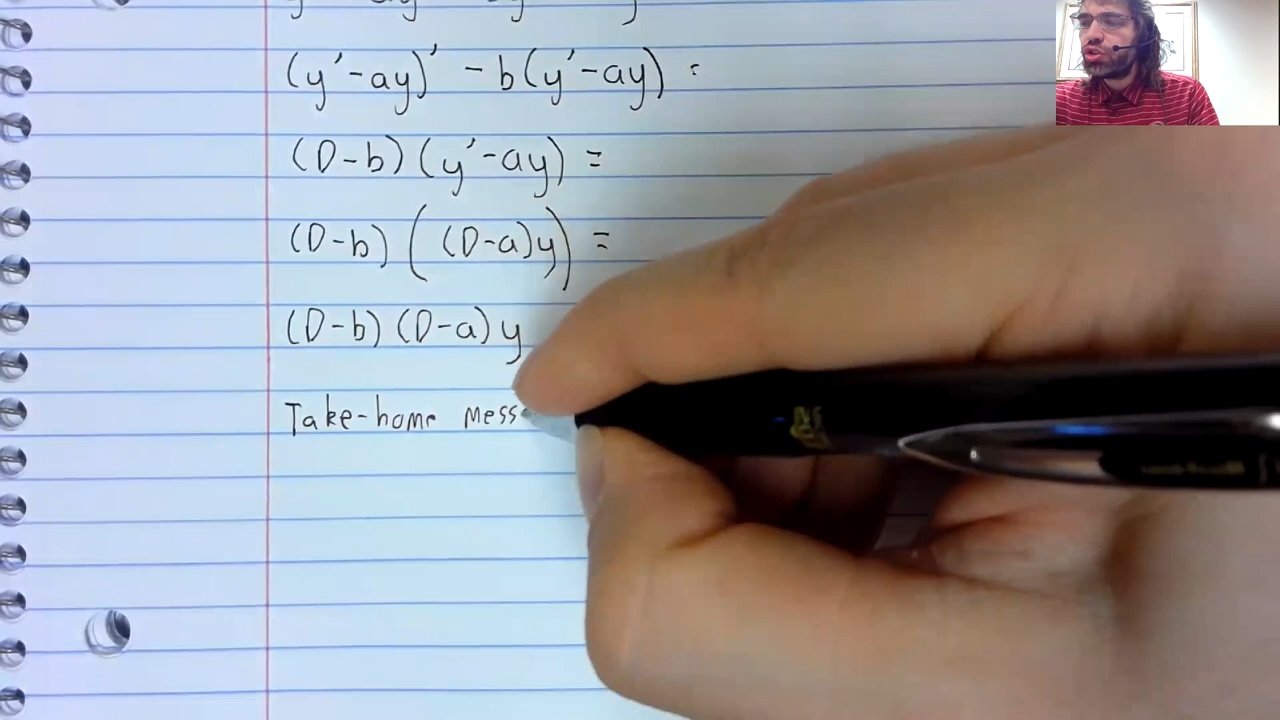 (y'-ay)' - b(y'-ay) =
(D-b)(y'-ay) =
(D-b)((D-a)y) =
(D-b)(D-a)y
Take-home